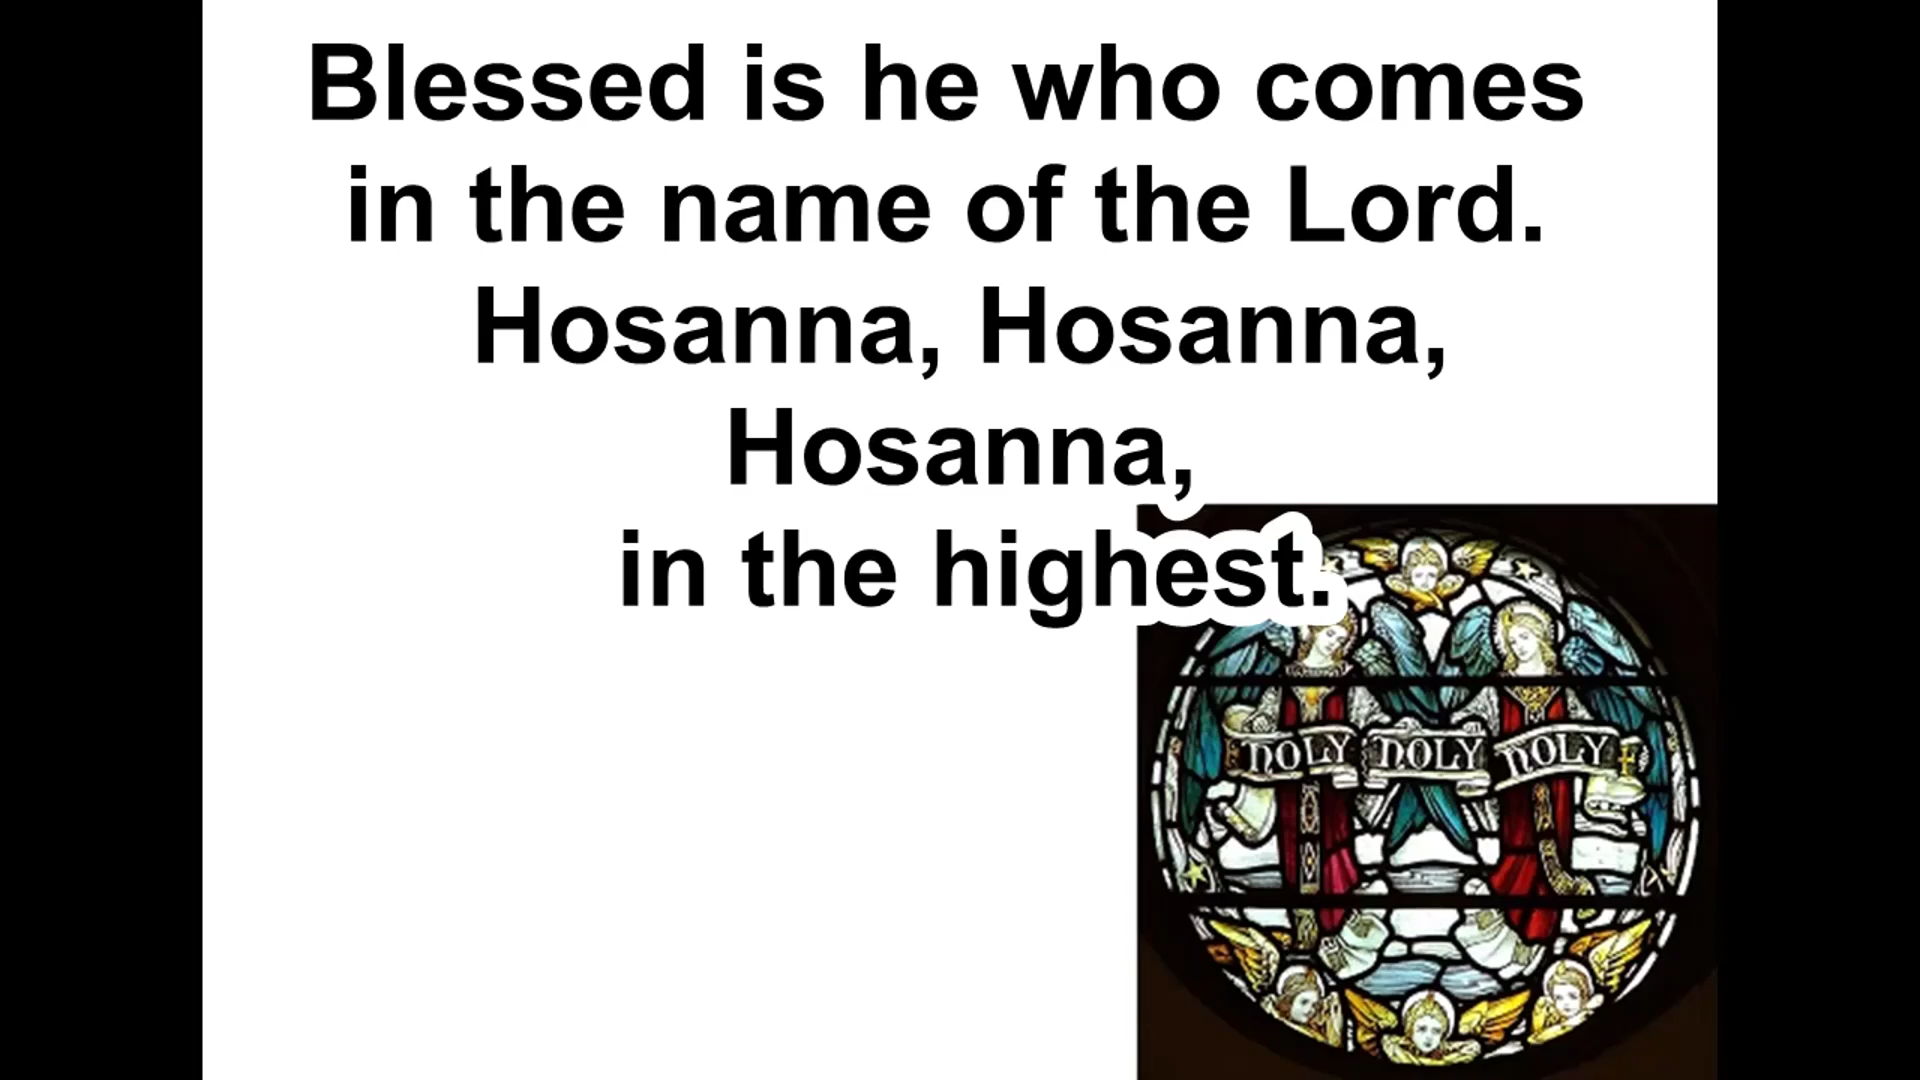 Blessed is he who comes
in the name of the Lord.
Hosanna, Hosanna,
Hosanna,
in the highest.
HOLY HOLY HOLY